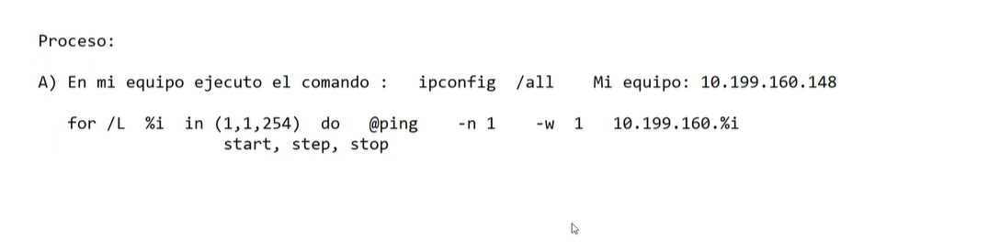 Proceso:
A) En mi equipo ejecuto el comando : ipconfig /all Mi equipo: 10.199.160.148
for /L %i in (1,1,254) do @ping -n 1 -w 1 10.199.160.%i
start, step, stop